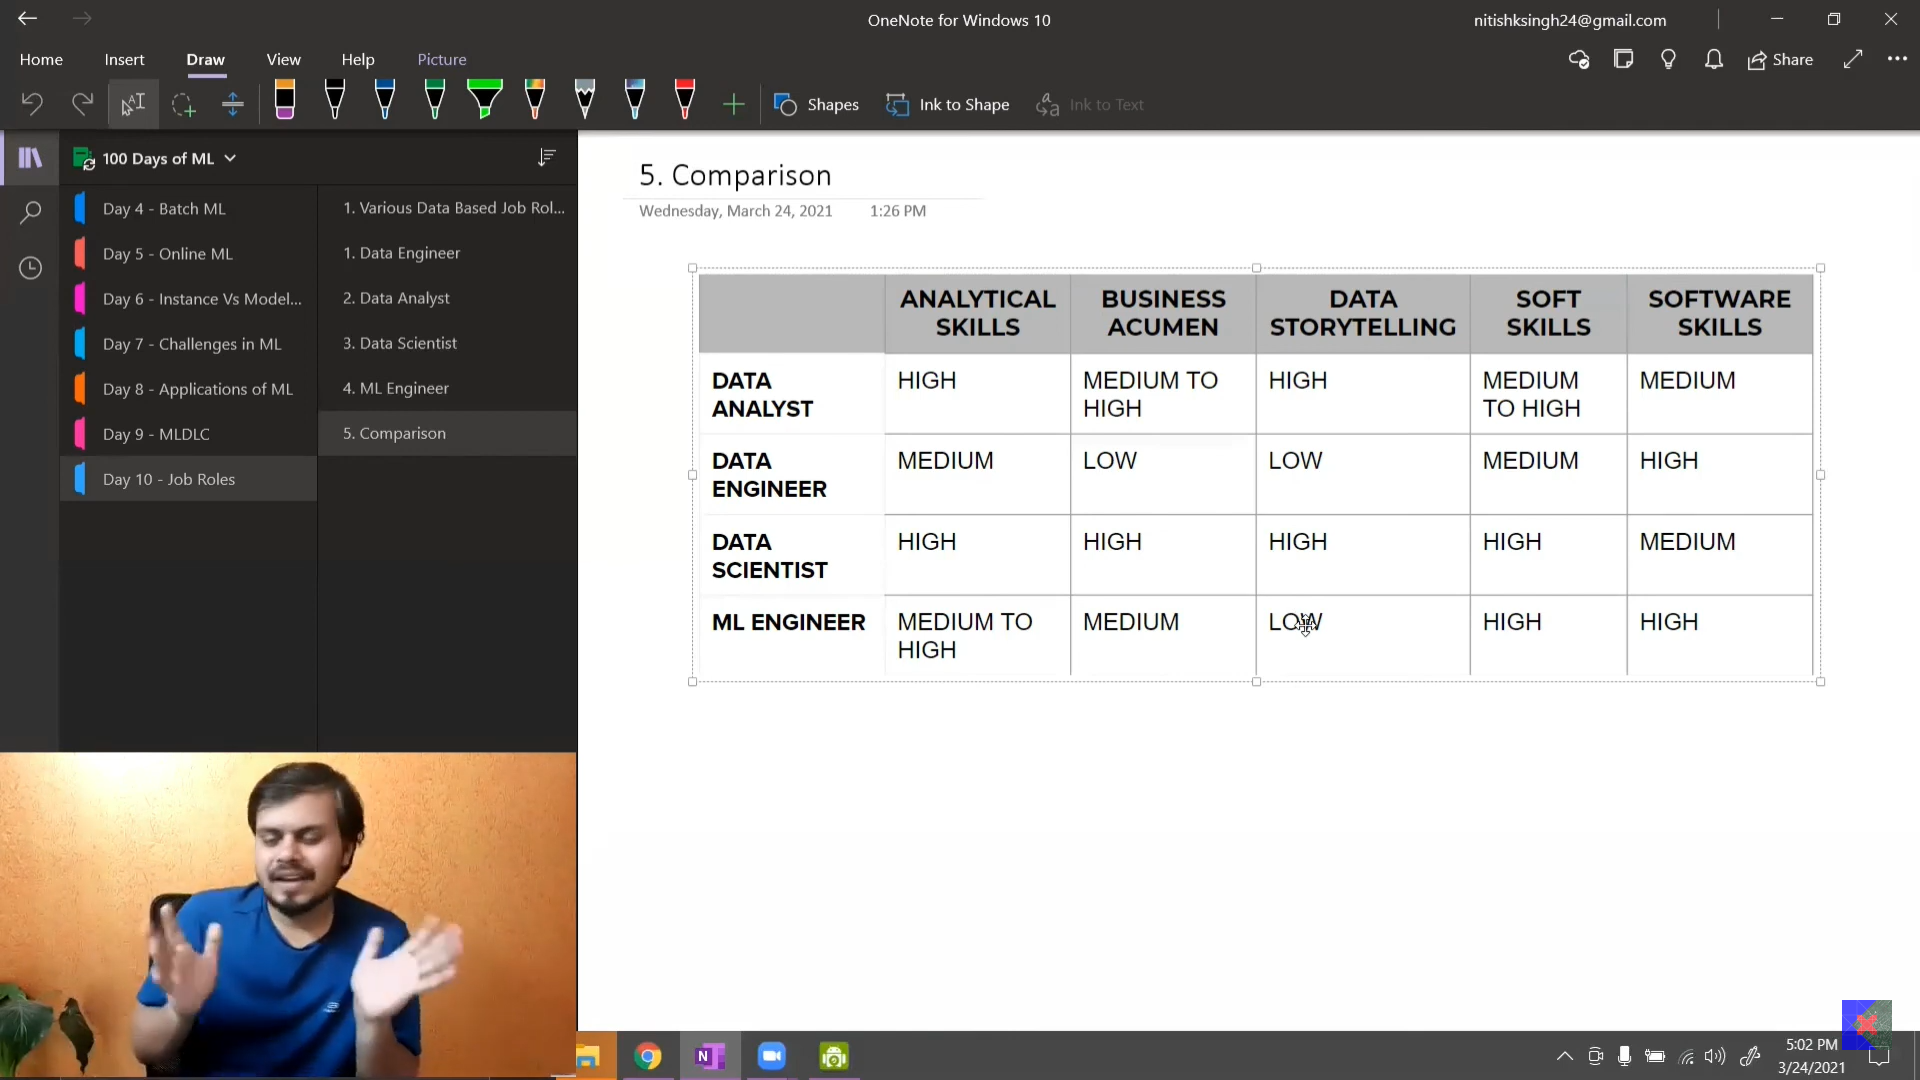 OneNote for Windows 10
nitishksingh24@gmail.com
Home Insert Draw View Help Picture
Share
Shapes Ink to Shape Ink to Text
100 Days of ML
Day 4 - Batch ML
Day 5 - Online ML
Day 6 - Instance Vs Model...
Day 7 - Challenges in ML
Day 8 - Applications of ML
Day 9 - MLDLC
Day 10 - Job Roles
1. Various Data Based Job Rol...
1. Data Engineer
2. Data Analyst
3. Data Scientist
4. ML Engineer
5. Comparison
5. Comparison
Wednesday, March 24, 2021 1:26 PM
ANALYTICAL SKILLS BUSINESS ACUMEN DATA STORYTELLING SOFT SKILLS SOFTWARE SKILLS
DATA ANALYST HIGH MEDIUM TO HIGH HIGH MEDIUM TO HIGH MEDIUM
DATA ENGINEER MEDIUM LOW LOW MEDIUM HIGH
DATA SCIENTIST HIGH HIGH HIGH HIGH MEDIUM
ML ENGINEER MEDIUM TO HIGH MEDIUM LOW HIGH HIGH
5:02 PM
3/24/2021